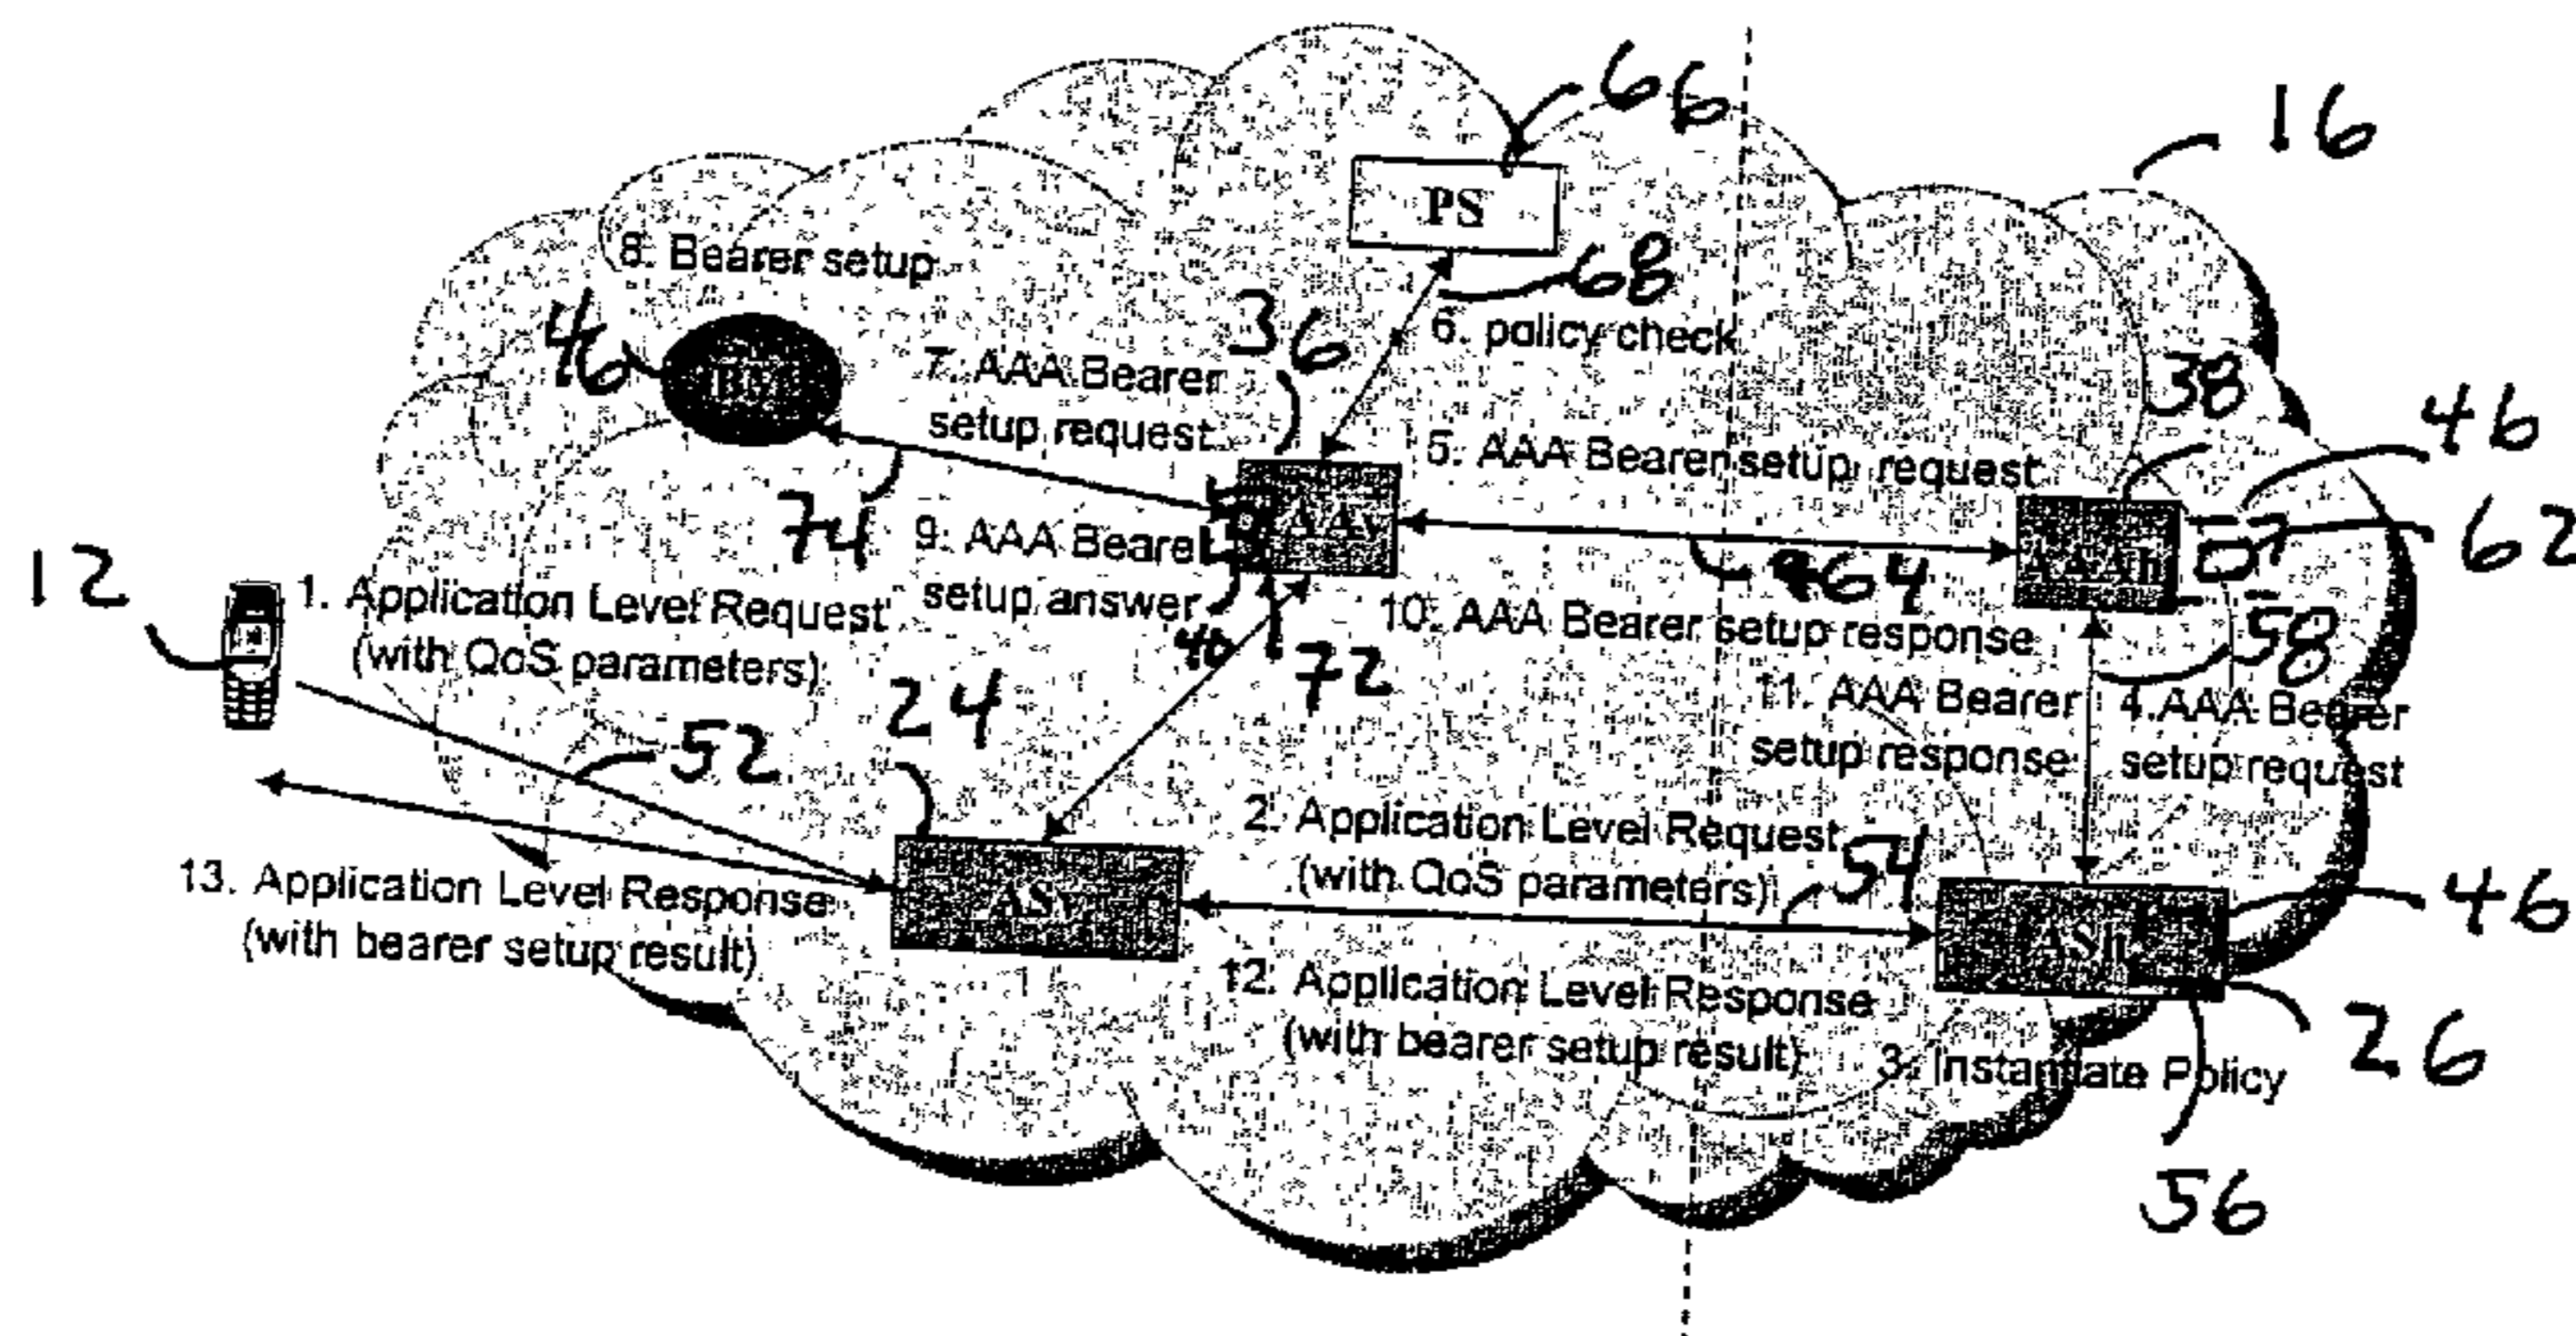 66
16
PS
8. Bearer setup
68
36
6. policy check
46
BM
7. AAA Bearer
setup request
38
46
5. AAA Bearer setup request
74
AAAv
62
12
9. AAA Bearer
setup answer
AAAh
64
1. Application Level Request
(with QoS parameters)
40
72
10. AAA Bearer setup response
58
24
11. AAA Bearer
setup response
4. AAA Bearer
setup request
52
2. Application Level Request
(with QoS parameters)
54
13. Application Level Response
(with bearer setup result)
ASv
ASh
46
12. Application Level Response
(with bearer setup result)
26
3. Instantiate Policy
56